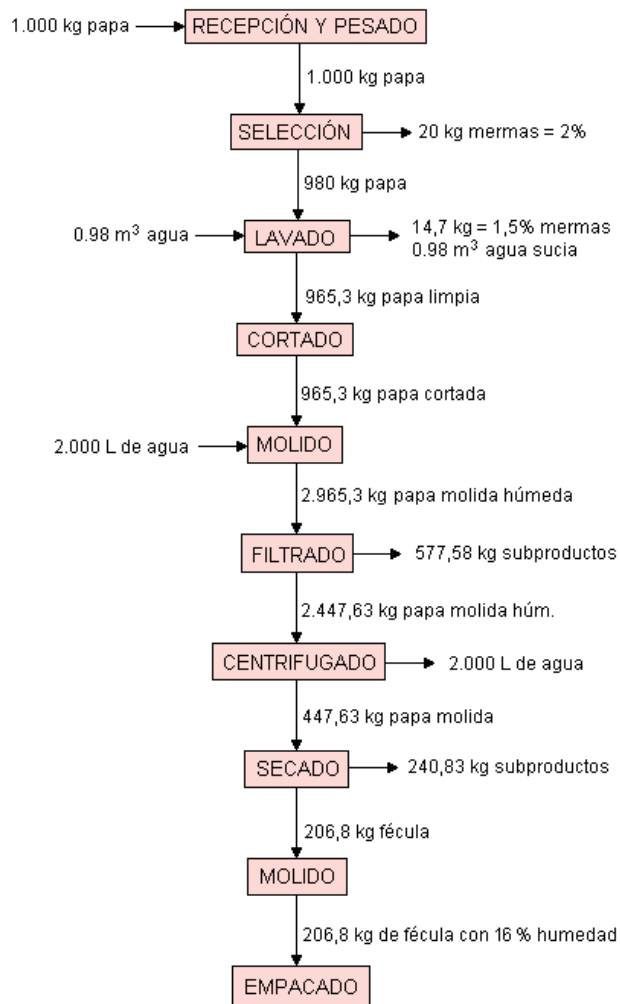 1.000 kg papa
RECEPCIÓN Y PESADO
1.000 kg papa
SELECCIÓN
20 kg mermas = 2%
980 kg papa
0.98 m³ agua
LAVADO
14,7 kg = 1,5% mermas
0.98 m³ agua sucia
965,3 kg papa limpia
CORTADO
965,3 kg papa cortada
2.000 L de agua
MOLIDO
2.965,3 kg papa molida húmeda
FILTRADO
577,58 kg subproductos
2.447,63 kg papa molida húm.
CENTRIFUGADO
2.000 L de agua
447,63 kg papa molida
SECADO
240,83 kg subproductos
206,8 kg fécula
MOLIDO
206,8 kg de fécula con 16 % humedad
EMPACADO